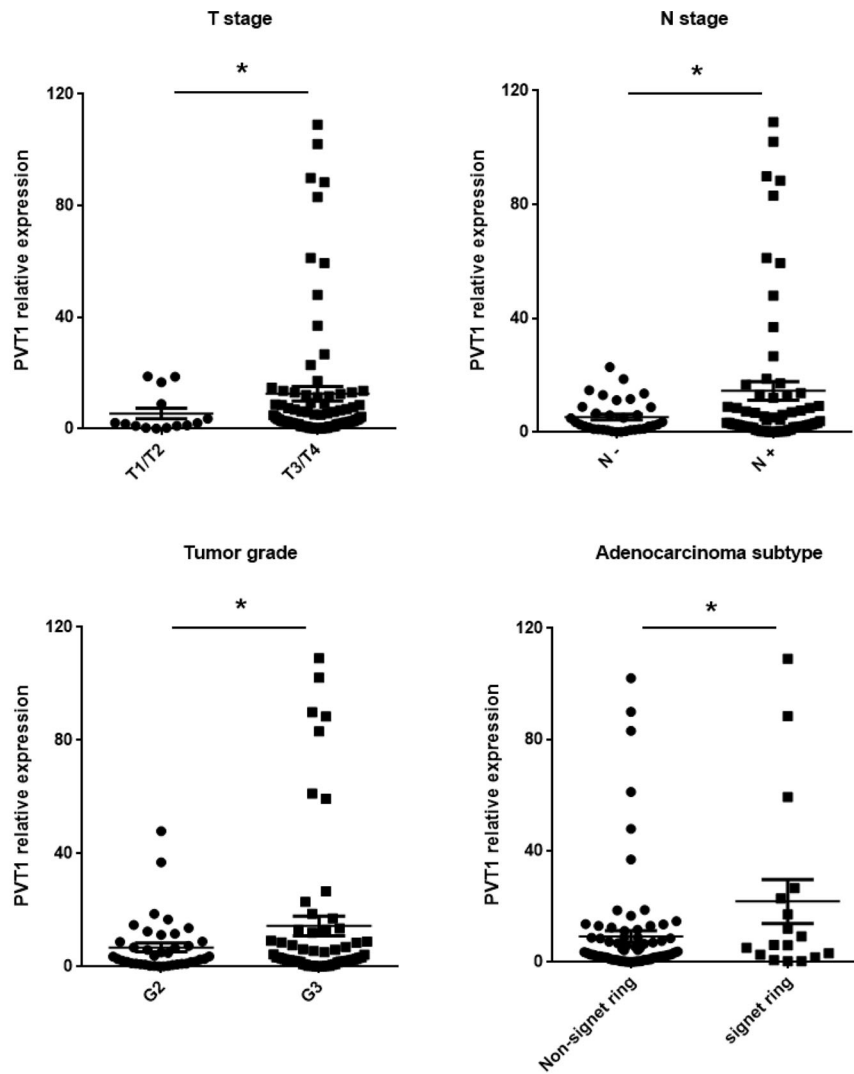 T stage
*
PVT1 relative expression
120
80
40
0
T1/T2
T3/T4
N stage
*
PVT1 relative expression
120
80
40
0
N -
N +
Tumor grade
*
PVT1 relative expression
120
80
40
0
G2
G3
Adenocarcinoma subtype
*
PVT1 relative expression
120
80
40
0
Non-signet ring
signet ring